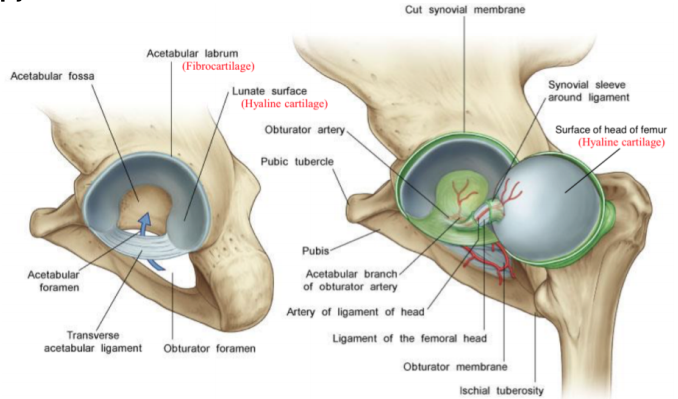 Cut synovial membrane
Acetabular labrum
(Fibrocartilage)
Acetabular fossa
Lunate surface
(Hyaline cartilage)
Synovial sleeve
around ligament
Obturator artery
Surface of head of femur
(Hyaline cartilage)
Pubic tubercle
Pubis
Acetabular
foramen
Acetabular branch
of obturator artery
Artery of ligament of head
Transverse
acetabular ligament
Obturator foramen
Ligament of the femoral head
Obturator membrane
Ischial tuberosity